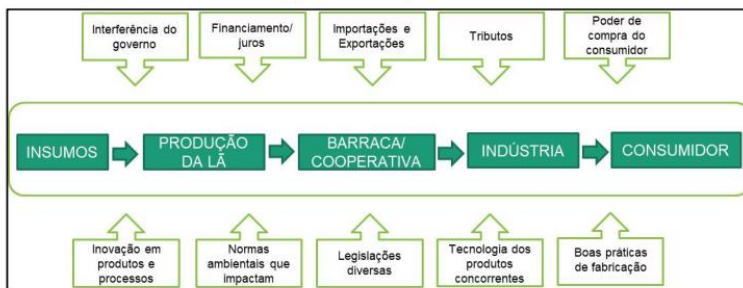 Interferência do
governo
Financiamento/
juros
Importações e
Exportações
Tributos
Poder de
compra do
consumidor
INSUMOS
PRODUÇÃO
DA LÃ
BARRACA/
COOPERATIVA
INDÚSTRIA
CONSUMIDOR
Inovação em
produtos e
processos
Normas
ambientais que
impactam
Legislações
diversas
Tecnologia dos
produtos
concorrentes
Boas práticas
de fabricação